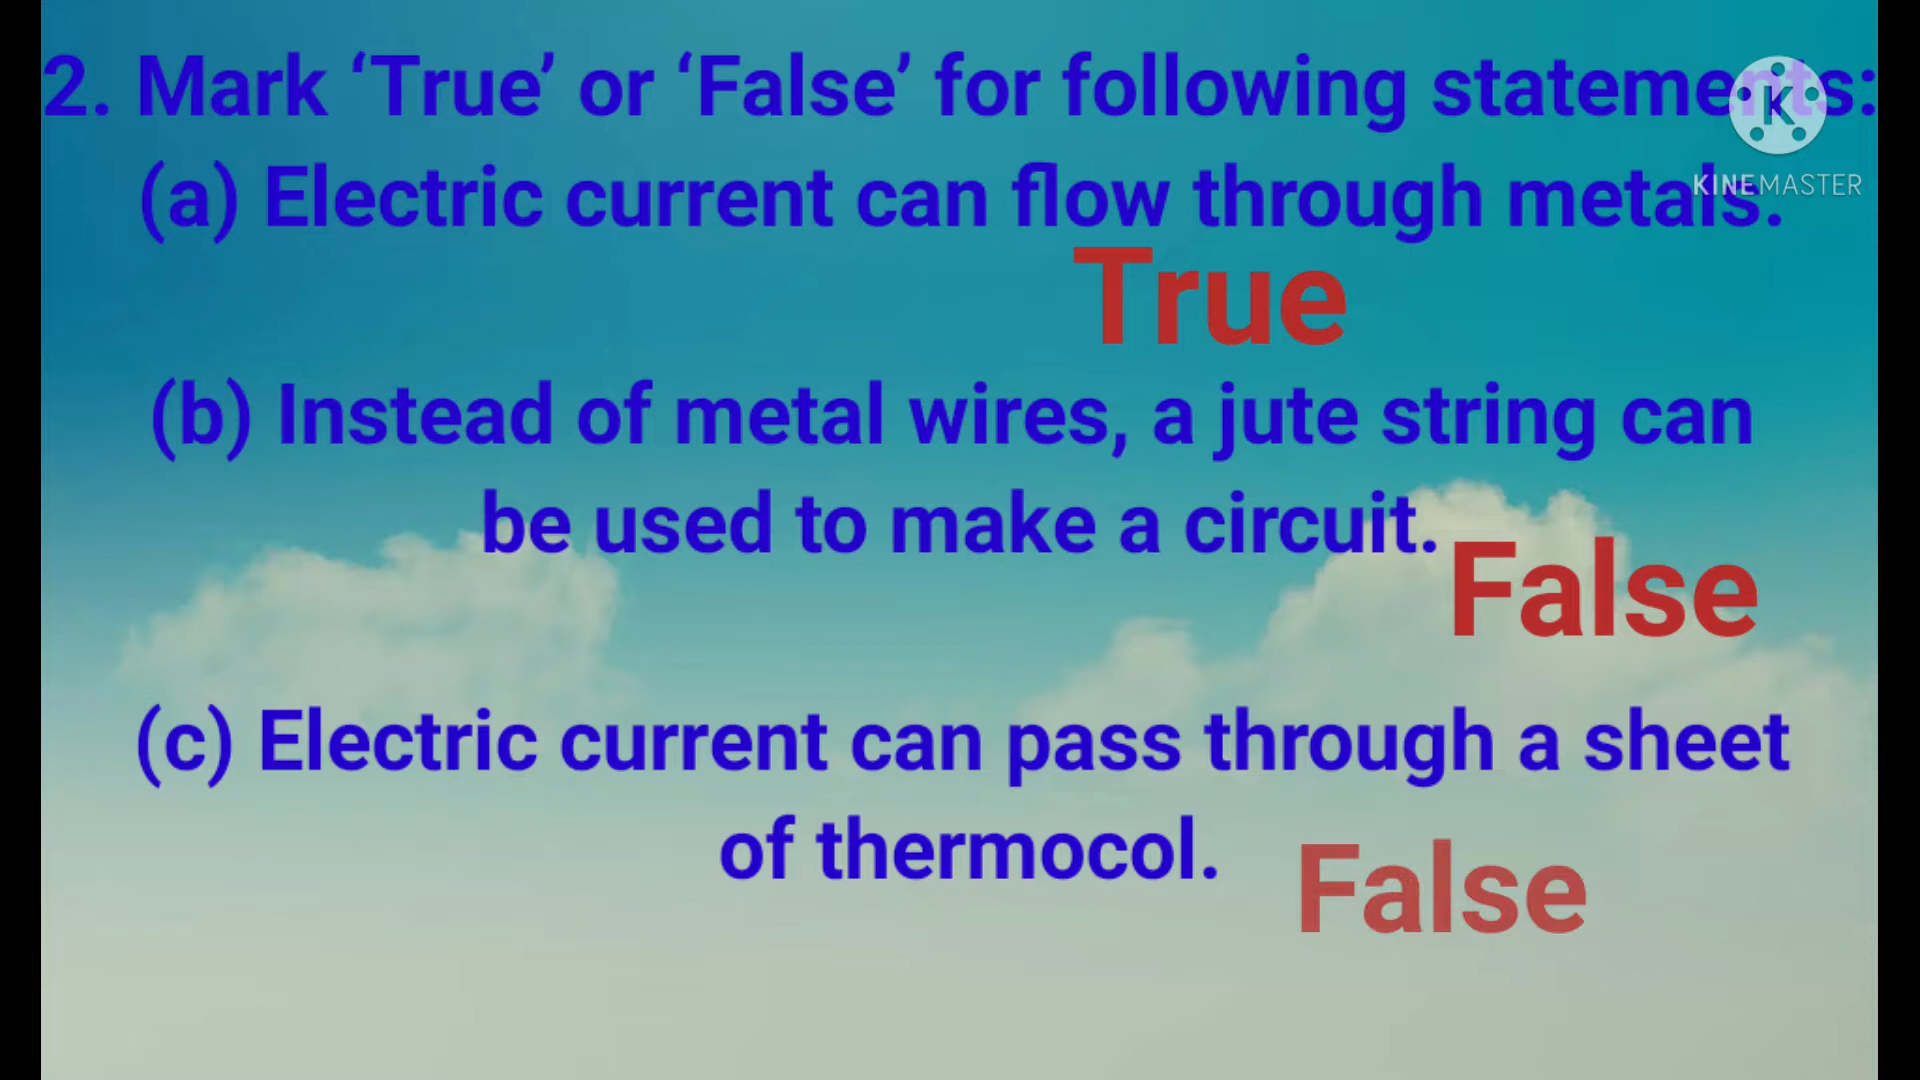 2. Mark ‘True’ or ‘False’ for following statements:
K
(a) Electric current can flow through metals.
KINEMASTER
True
(b) Instead of metal wires, a jute string can
be used to make a circuit.
False
(c) Electric current can pass through a sheet
of thermocol.
False